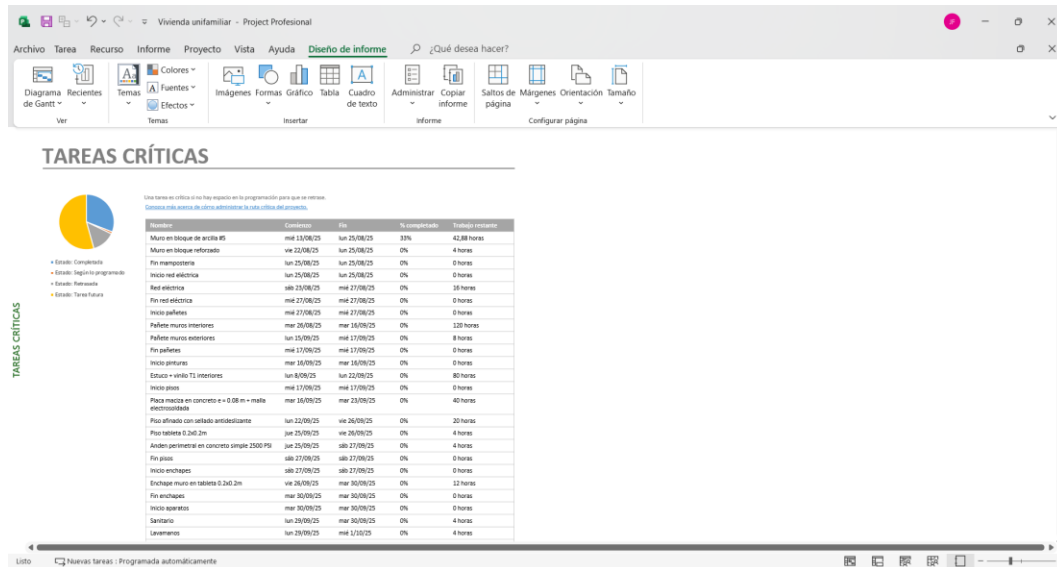 Vivienda unifamiliar - Project Profesional
JF
Archivo Tarea Recurso Informe Proyecto Vista Ayuda Diseño de informe ¿Qué desea hacer?
Diagrama de Gantt Recientes Temas Colores Fuentes Efectos Imágenes Formas Gráfico Tabla Cuadro de texto Administrar Copiar informe Saltos de página Márgenes Orientación Tamaño
Ver Temas Insertar Informe Configurar página
TAREAS CRÍTICAS
Una tarea es crítica si no hay espacio en la programación para que se retrase.
Conozca más acerca de cómo administrar la ruta crítica del proyecto.
Estado: Completada
Estado: Según lo programado
Estado: Retrasada
Estado: Tarea futura
TAREAS CRÍTICAS
Nombre Comienzo Fin % completado Trabajo restante
Muro en bloque de arcilla #5 mié 13/08/25 lun 25/08/25 33% 42,88 horas
Muro en bloque reforzado vie 22/08/25 lun 25/08/25 0% 4 horas
Fin mamposteria lun 25/08/25 lun 25/08/25 0% 0 horas
Inicio red eléctrica lun 25/08/25 lun 25/08/25 0% 0 horas
Red eléctrica sáb 23/08/25 mié 27/08/25 0% 16 horas
Fin red eléctrica mié 27/08/25 mié 27/08/25 0% 0 horas
Inicio pañetes mié 27/08/25 mié 27/08/25 0% 0 horas
Pañete muros interiores mar 26/08/25 mar 16/09/25 0% 120 horas
Pañete muros exteriores lun 15/09/25 mié 17/09/25 0% 8 horas
Fin pañetes mié 17/09/25 mié 17/09/25 0% 0 horas
Inicio pinturas mar 16/09/25 mar 16/09/25 0% 0 horas
Estuco + vinilo T1 interiores lun 8/09/25 lun 22/09/25 0% 80 horas
Inicio pisos mié 17/09/25 mié 17/09/25 0% 0 horas
Placa maciza en concreto e = 0.08 m + malla electrosoldada mar 16/09/25 mar 23/09/25 0% 40 horas
Piso afinado con sellado antideslizante lun 22/09/25 vie 26/09/25 0% 20 horas
Piso tableta 0.2x0.2m jue 25/09/25 vie 26/09/25 0% 4 horas
Anden perimetral en concreto simple 2500 PSI jue 25/09/25 sáb 27/09/25 0% 4 horas
Fin pisos sáb 27/09/25 sáb 27/09/25 0% 0 horas
Inicio enchapes sáb 27/09/25 sáb 27/09/25 0% 0 horas
Enchape muro en tableta 0.2x0.2m vie 26/09/25 mar 30/09/25 0% 12 horas
Fin enchapes mar 30/09/25 mar 30/09/25 0% 0 horas
Inicio aparatos mar 30/09/25 mar 30/09/25 0% 0 horas
Sanitario lun 29/09/25 mar 30/09/25 0% 4 horas
Lavamanos lun 29/09/25 mié 1/10/25 0% 4 horas
Listo Nuevas tareas : Programada automáticamente